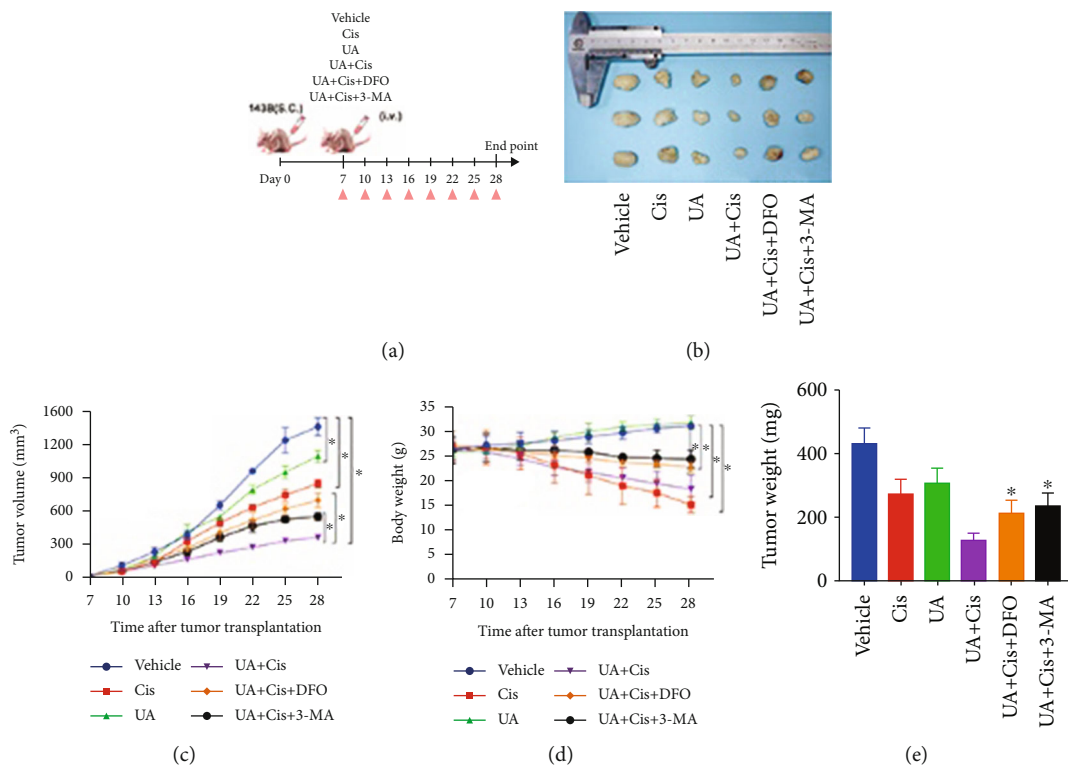 Vehicle
Cis
UA
UA+Cis
UA+Cis+DFO
UA+Cis+3-MA
143B(S.C.)
(i.v.)
End point
Day 0
7 10 13 16 19 22 25 28
(a)
Vehicle
Cis
UA
UA+Cis
UA+Cis+DFO
UA+Cis+3-MA
(b)
Tumor volume (mm³)
1600
1200
900
600
300
0
7 10 13 16 19 22 25 28
Time after tumor transplantation
* * * * *
Vehicle
Cis
UA
UA+Cis
UA+Cis+DFO
UA+Cis+3-MA
(c)
Body weight (g)
35
30
25
20
15
10
5
0
7 10 13 16 19 22 25 28
Time after tumor transplantation
* * * *
Vehicle
Cis
UA
UA+Cis
UA+Cis+DFO
UA+Cis+3-MA
(d)
Tumor weight (mg)
600
400
200
0
* *
Vehicle
Cis
UA
UA+Cis
UA+Cis+DFO
UA+Cis+3-MA
(e)